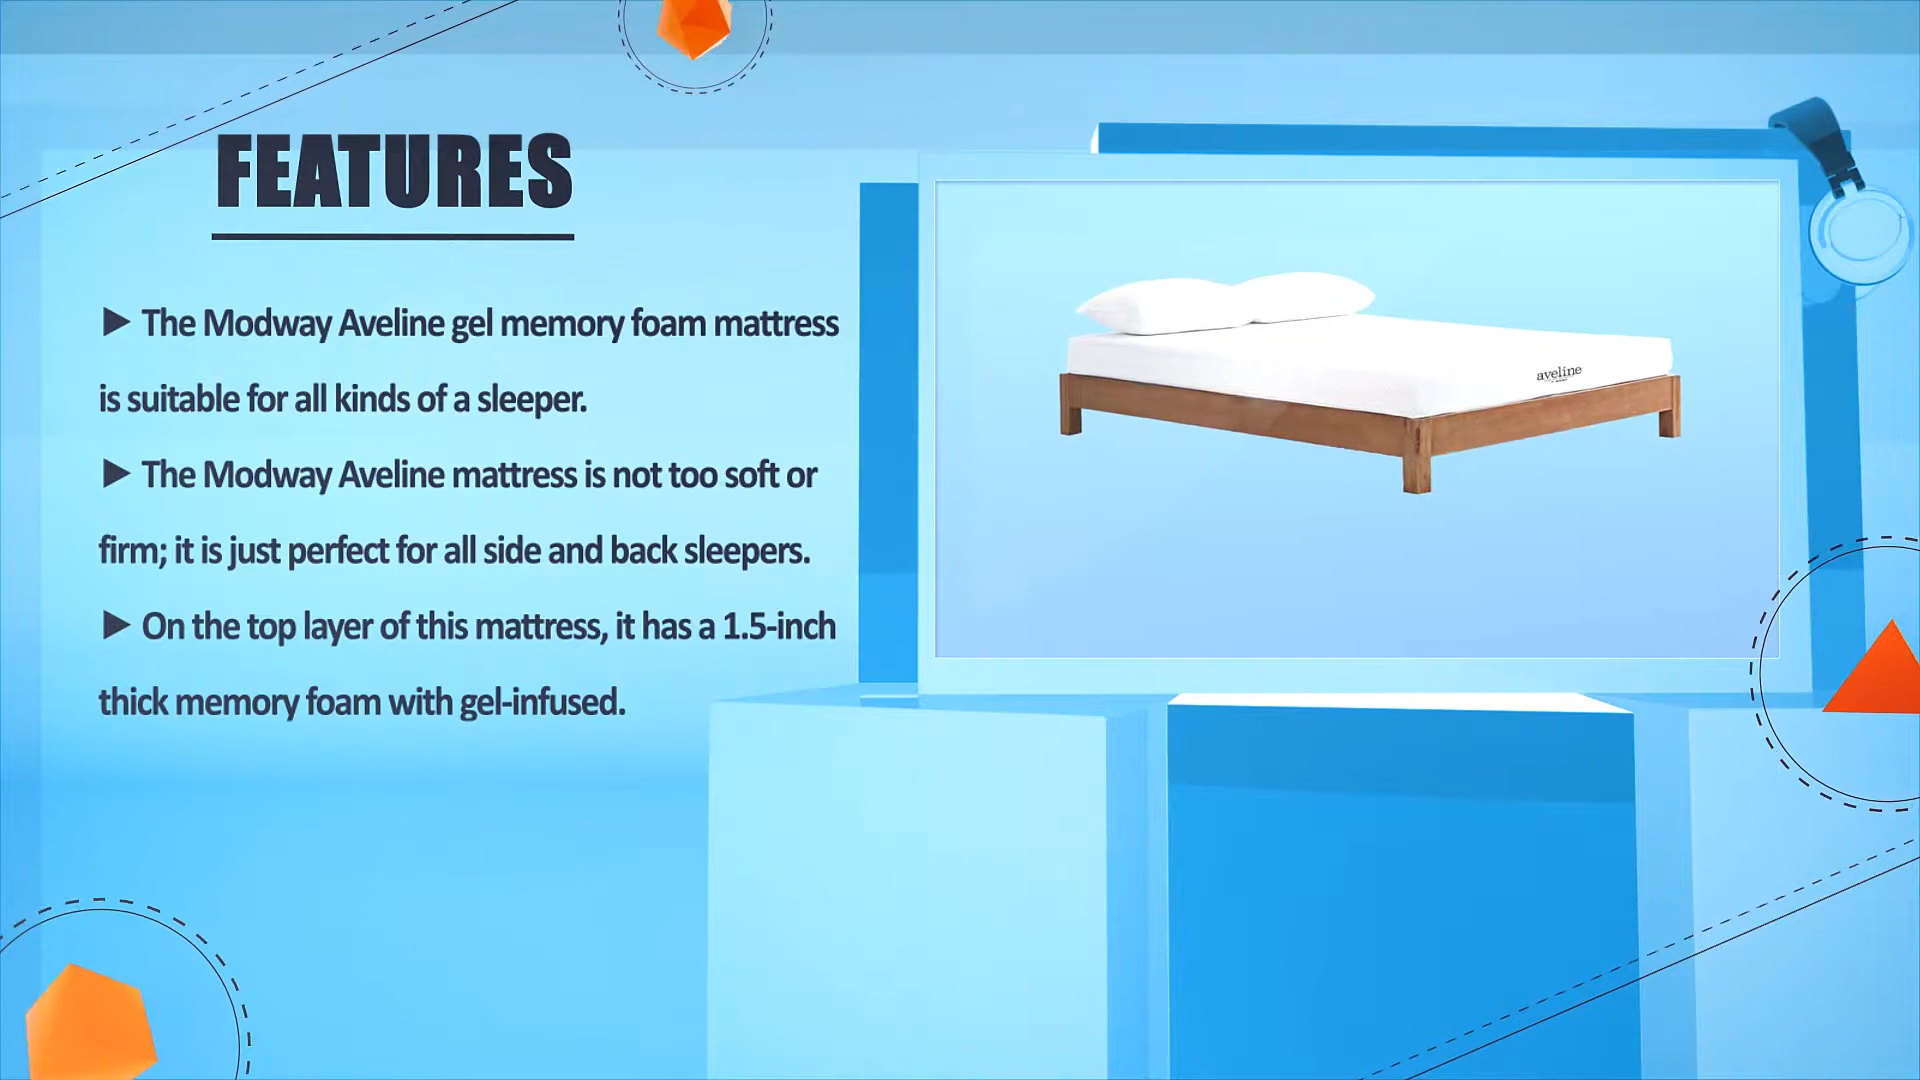 FEATURES
► The Modway Aveline gel memory foam mattress
is suitable for all kinds of a sleeper.
► The Modway Aveline mattress is not too soft or
firm; it is just perfect for all side and back sleepers.
► On the top layer of this mattress, it has a 1.5-inch
thick memory foam with gel-infused.
aveline